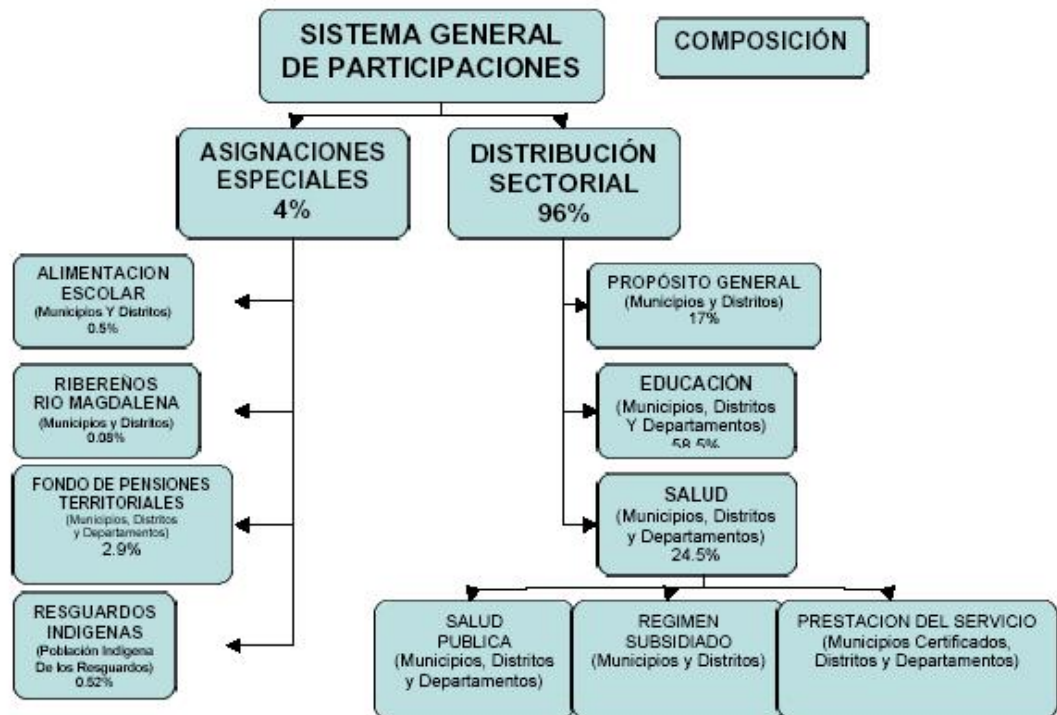 SISTEMA GENERAL
DE PARTICIPACIONES
COMPOSICIÓN
ASIGNACIONES
ESPECIALES
4%
DISTRIBUCIÓN
SECTORIAL
96%
ALIMENTACION
ESCOLAR
(Municipios Y Distritos)
0.5%
RIBEREÑOS
RIO MAGDALENA
(Municipios y Distritos)
0.08%
FONDO DE PENSIONES
TERRITORIALES
(Municipios, Distritos
y Departamentos)
2.9%
RESGUARDOS
INDIGENAS
(Población Indígena
De los Resguardos)
0.52%
PROPÓSITO GENERAL
(Municipios y Distritos)
17%
EDUCACIÓN
(Municipios, Distritos
Y Departamentos)
58.5%
SALUD
(Municipios, Distritos
y Departamentos)
24.5%
SALUD
PUBLICA
(Municipios, Distritos
y Departamentos)
REGIMEN
SUBSIDIADO
(Municipios y Distritos)
PRESTACION DEL SERVICIO
(Municipios Certificados,
Distritos y Departamentos)